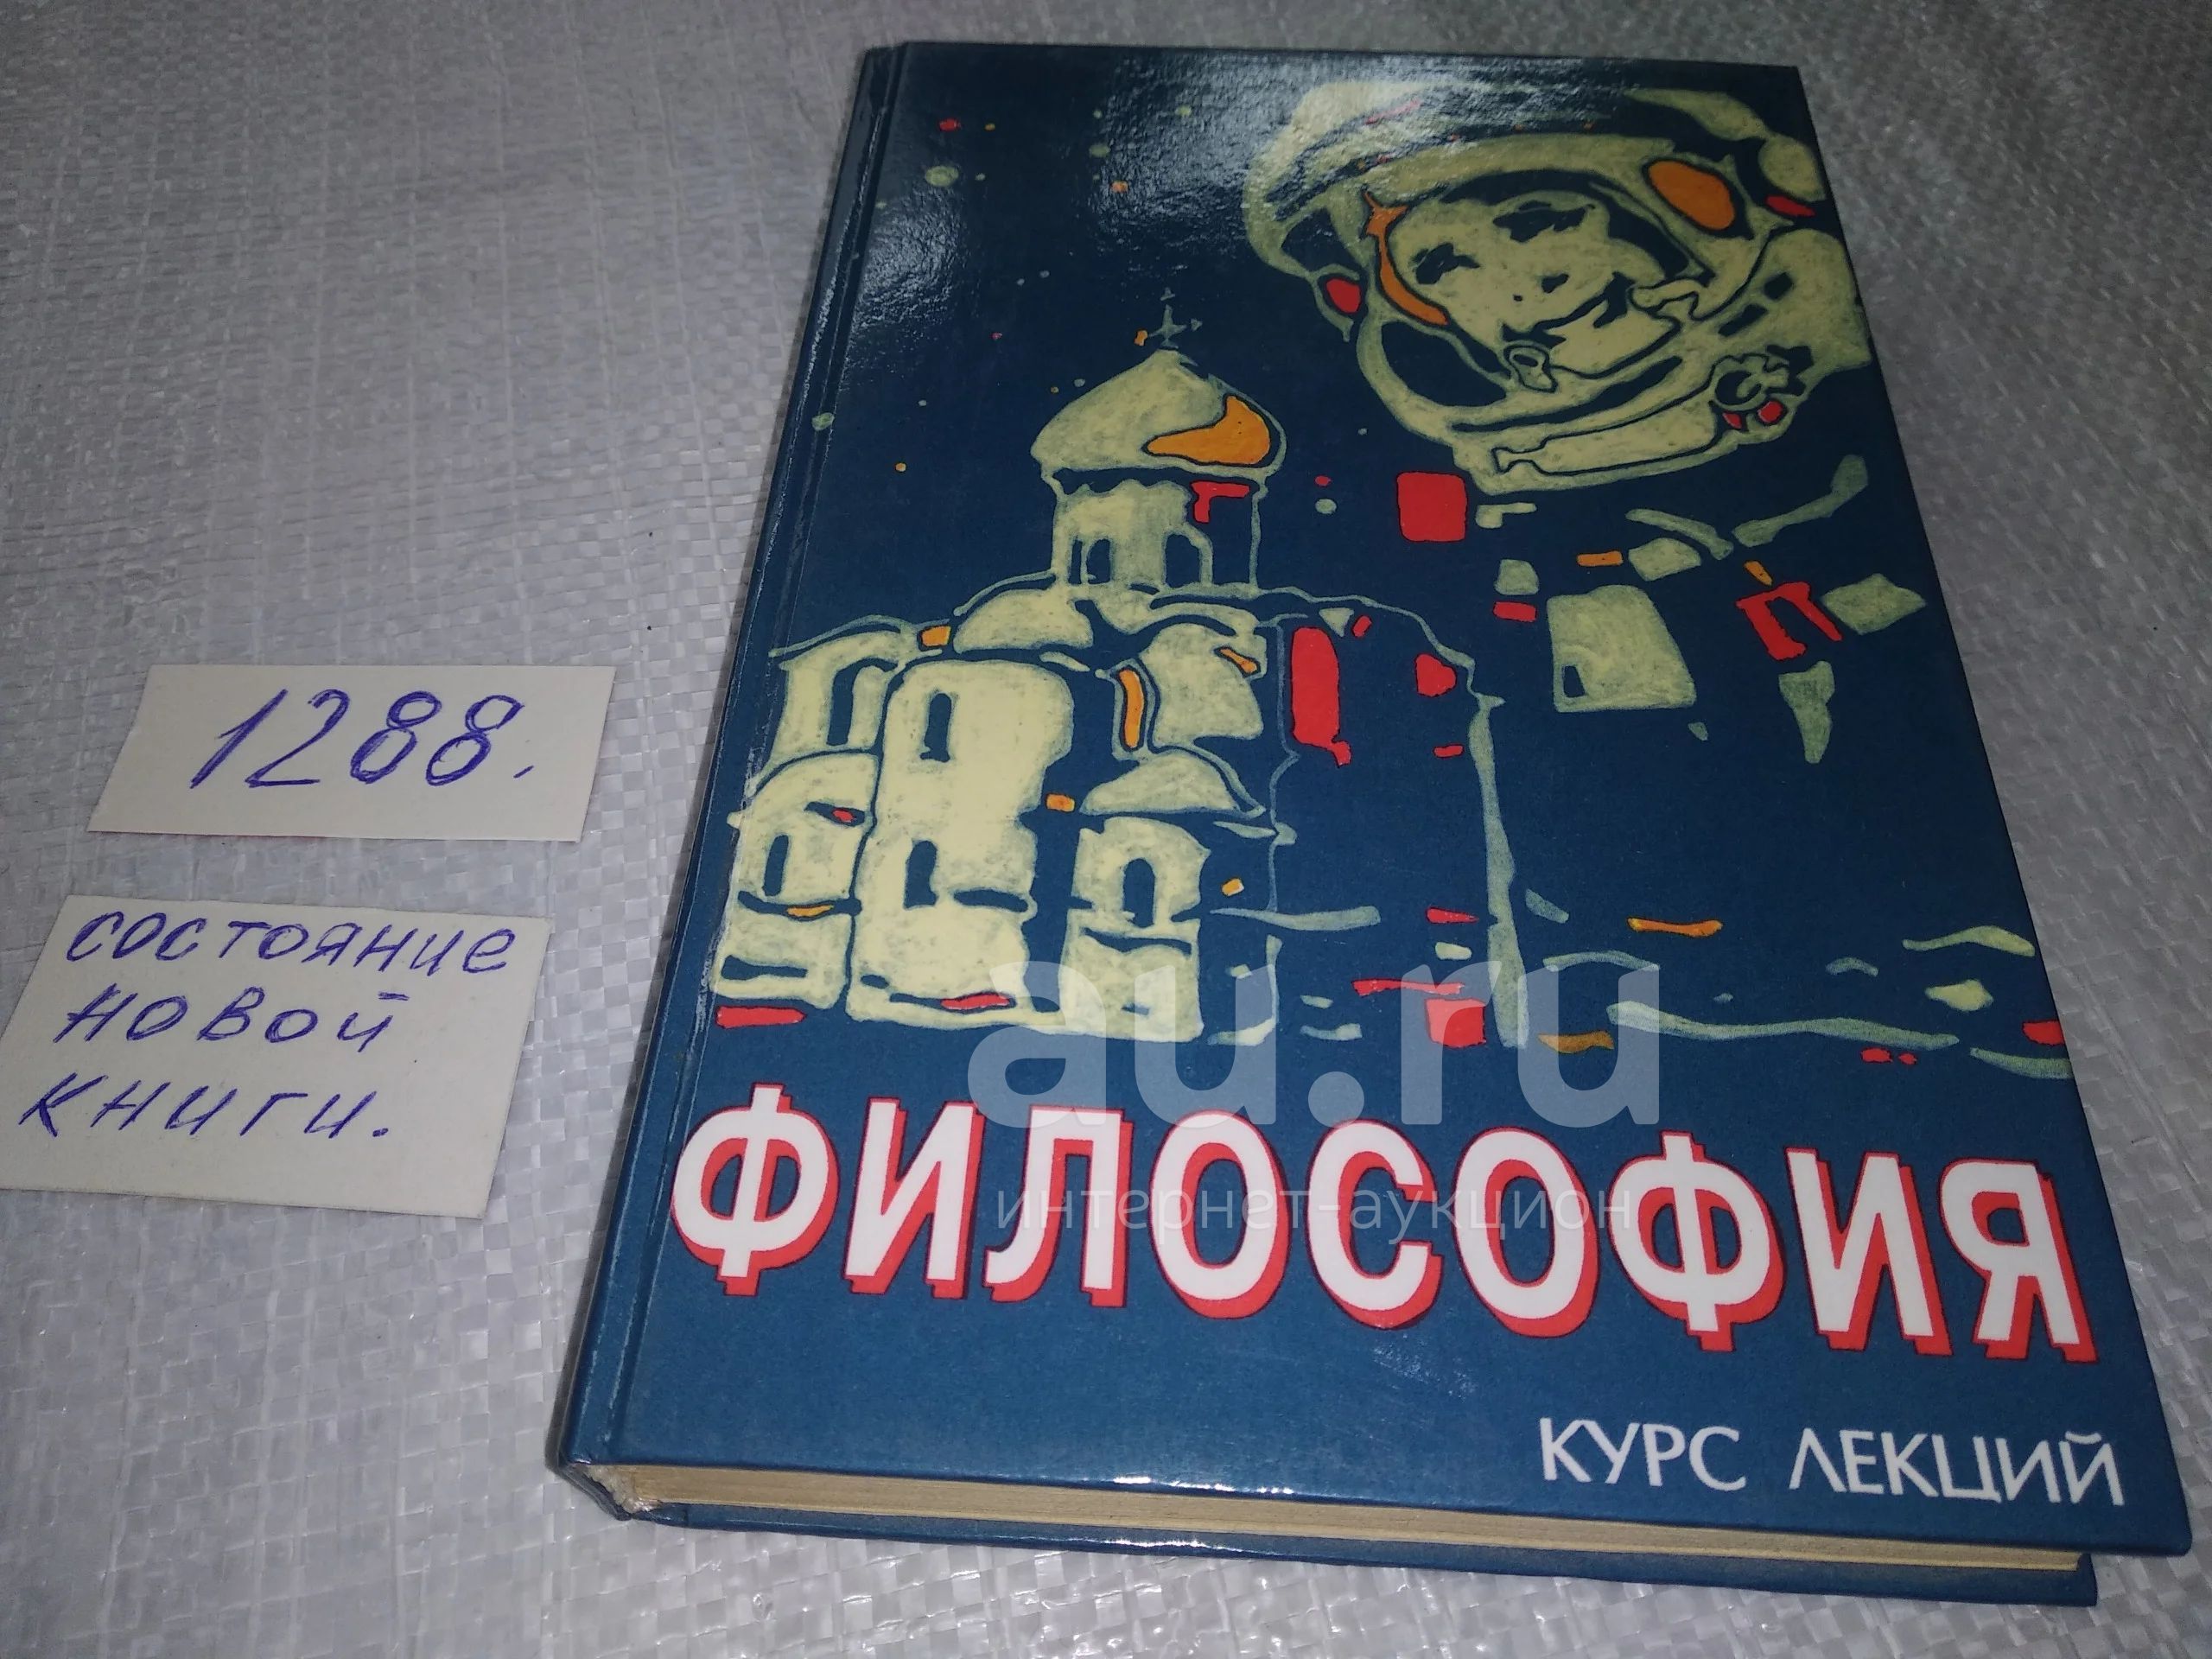 1288.
состояние
новой
книги.
au.ru
интернет-аукцион
ФИЛОСОФИЯ
КУРС ЛЕКЦИЙ